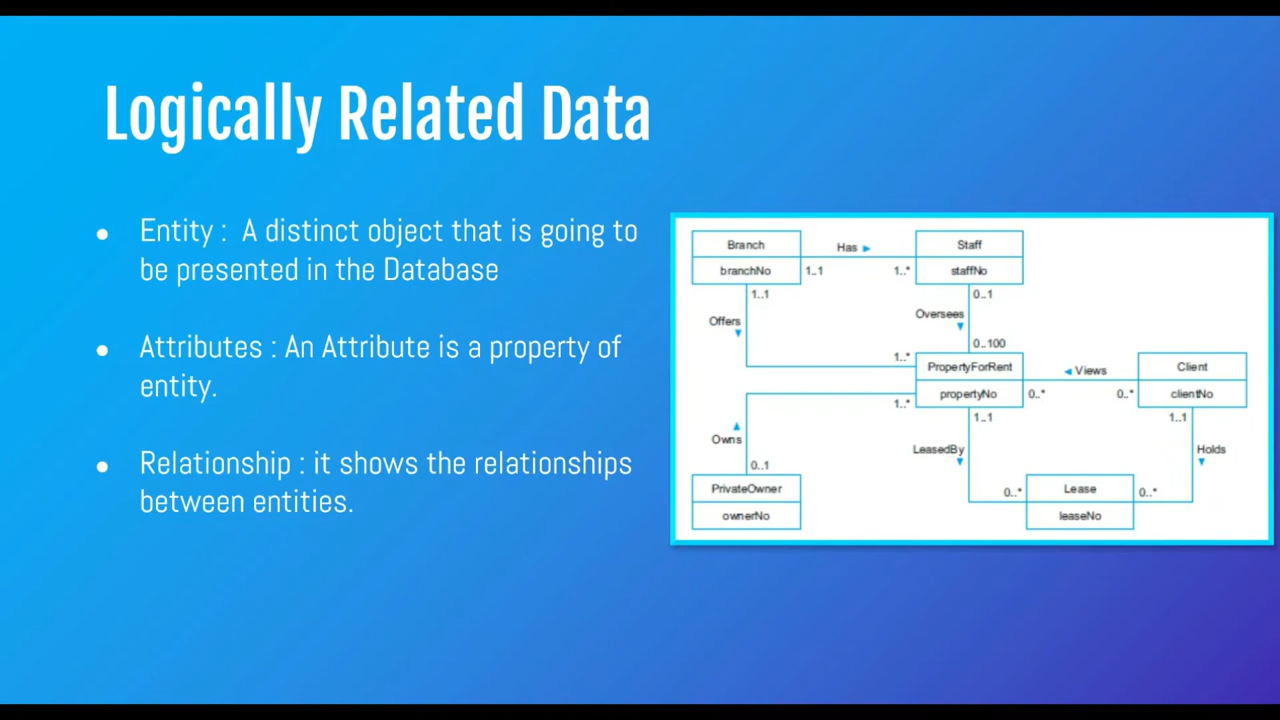 Logically Related Data
● Entity : A distinct object that is going to
be presented in the Database
● Attributes : An Attribute is a property of
entity.
● Relationship : it shows the relationships
between entities.
Branch
branchNo
Has ►
1..1
1..*
Staff
staffNo
1..1
Offers
▼
1..*
0..1
Oversees
▼
0..100
PropertyForRent
propertyNo
◄ Views
0..*
0..*
Client
clientNo
1..*
▲
Owns
0..1
PrivateOwner
ownerNo
1..1
LeasedBy
▼
0..*
Lease
leaseNo
1..1
Holds
▼
0..*